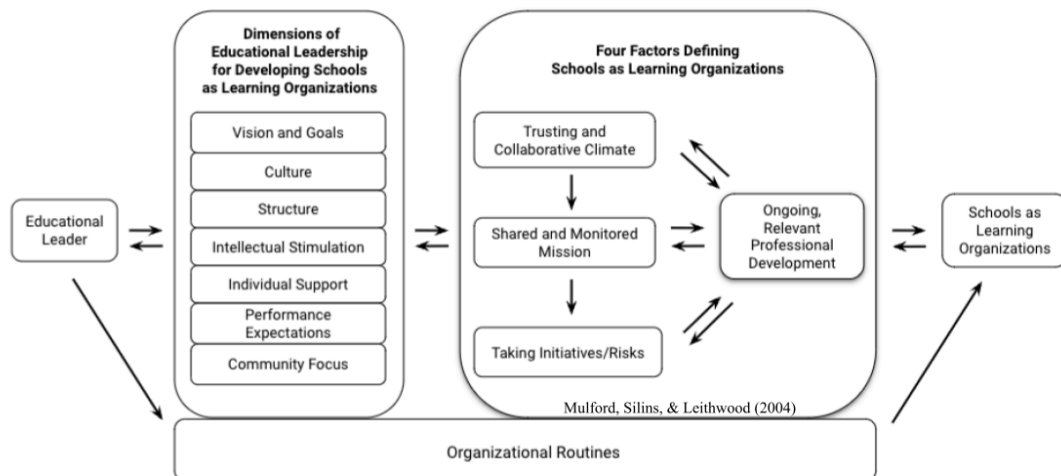 Dimensions of
Educational Leadership
for Developing Schools
as Learning Organizations
Vision and Goals
Culture
Structure
Intellectual Stimulation
Individual Support
Performance
Expectations
Community Focus
Four Factors Defining
Schools as Learning Organizations
Trusting and
Collaborative Climate
Shared and Monitored
Mission
Taking Initiatives/Risks
Ongoing,
Relevant
Professional
Development
Mulford, Silins, & Leithwood (2004)
Educational
Leader
Schools as
Learning
Organizations
Organizational Routines